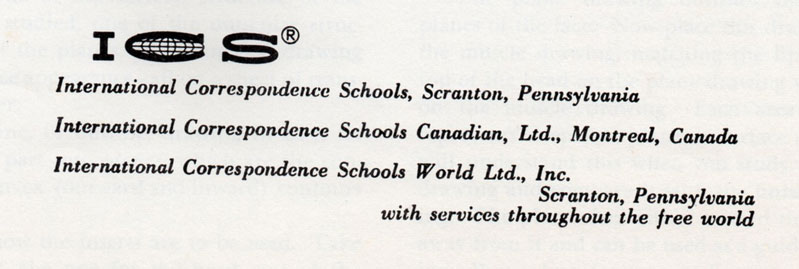 ICS®
International Correspondence Schools, Scranton, Pennsylvania
International Correspondence Schools Canadian, Ltd., Montreal, Canada
International Correspondence Schools World Ltd., Inc.
Scranton, Pennsylvania
with services throughout the free world